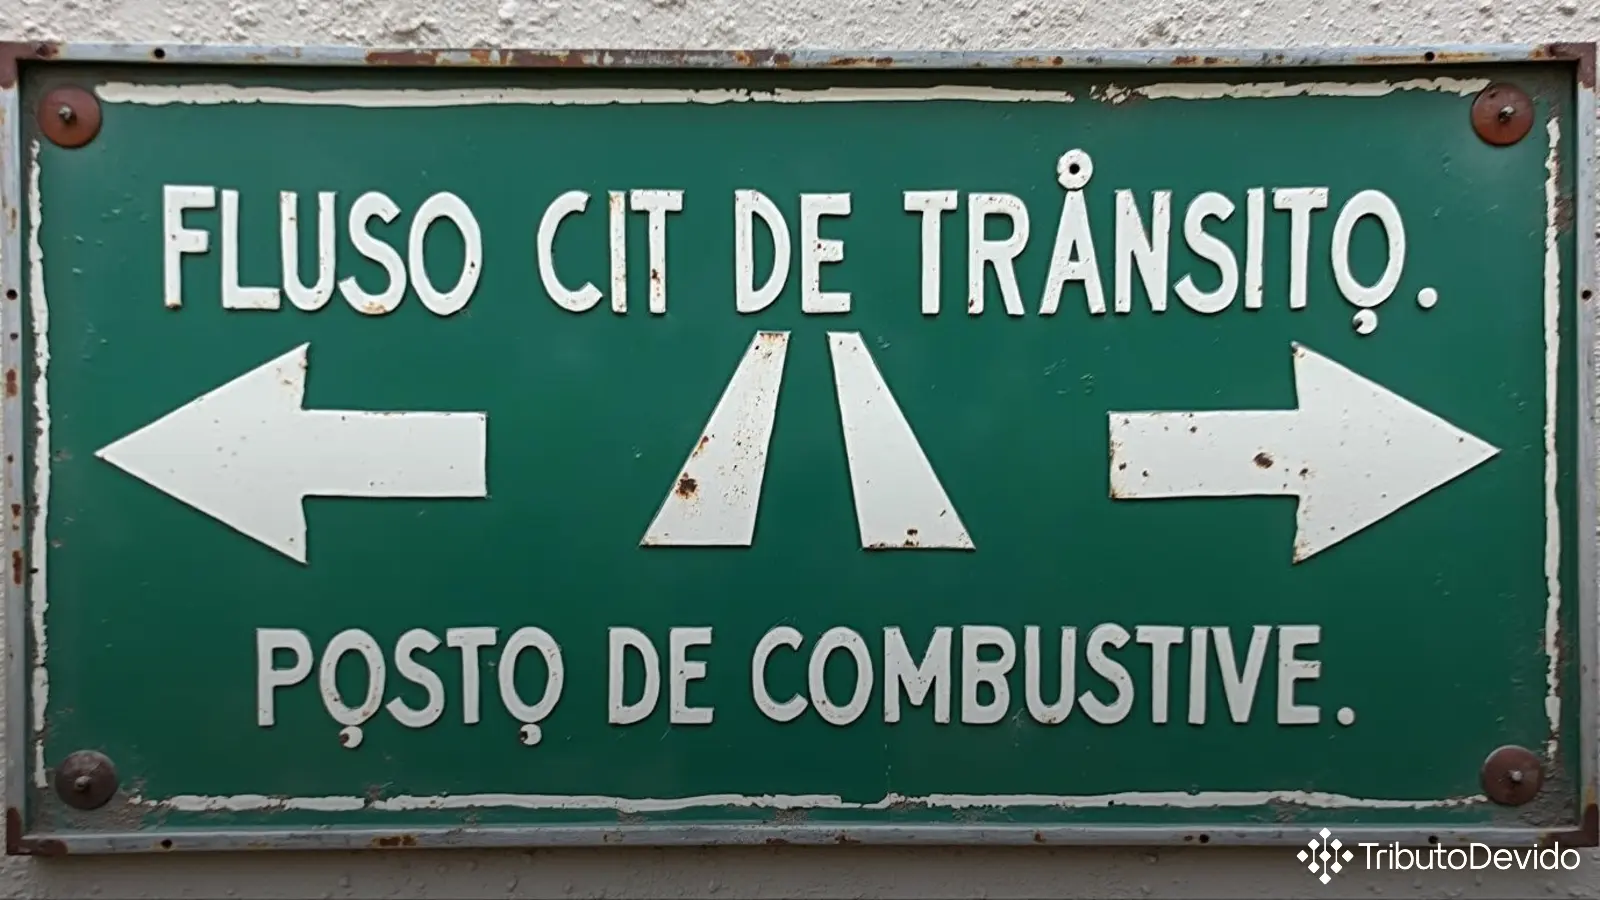 FLUSO CIT DE TRÅNSITỌ.
PỌSTỌ DE COMBUSTIVE.
TributoDevido